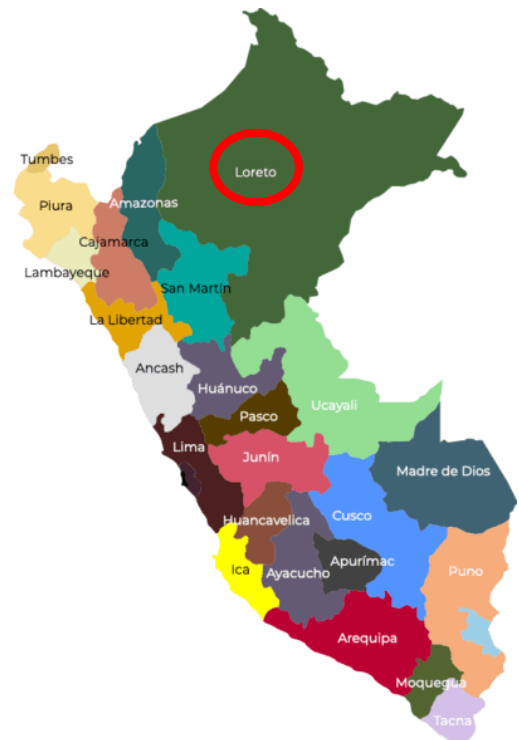 Tumbes
Loreto
Piura
Amazonas
Cajamarca
Lambayeque
San Martín
La Libertad
Ancash
Huánuco
Ucayali
Pasco
Lima
Junín
Madre de Dios
Huancavelica
Cusco
Ica
Ayacucho
Apurímac
Puno
Arequipa
Moquegua
Tacna